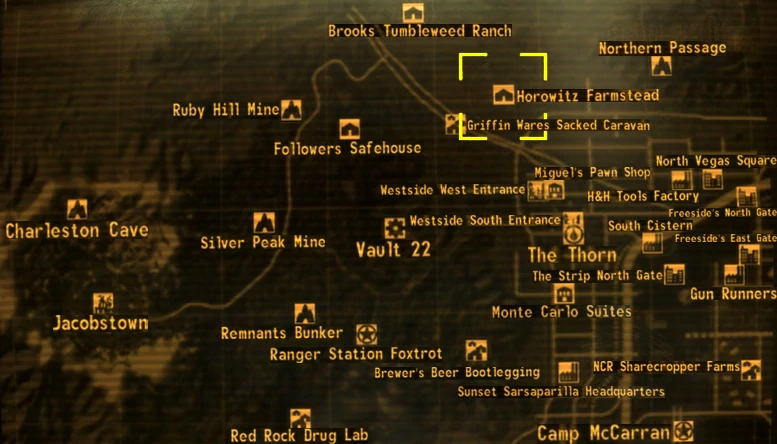 Brooks Tumbleweed Ranch
Northern Passage
Horowitz Farmstead
Ruby Hill Mine
Griffin Wares Sacked Caravan
Followers Safehouse
North Vegas Square
Miguel's Pawn Shop
Westside West Entrance
H&H Tools Factory
Freeside's North Gate
Westside South Entrance
South Cistern
Charleston Cave
Silver Peak Mine
Vault 22
Freeside's East Gate
The Thorn
The Strip North Gate
Gun Runners
Monte Carlo Suites
Jacobstown
Remnants Bunker
Ranger Station Foxtrot
Brewer's Beer Bootlegging
NCR Sharecropper Farms
Sunset Sarsaparilla Headquarters
Red Rock Drug Lab
Camp McCarran